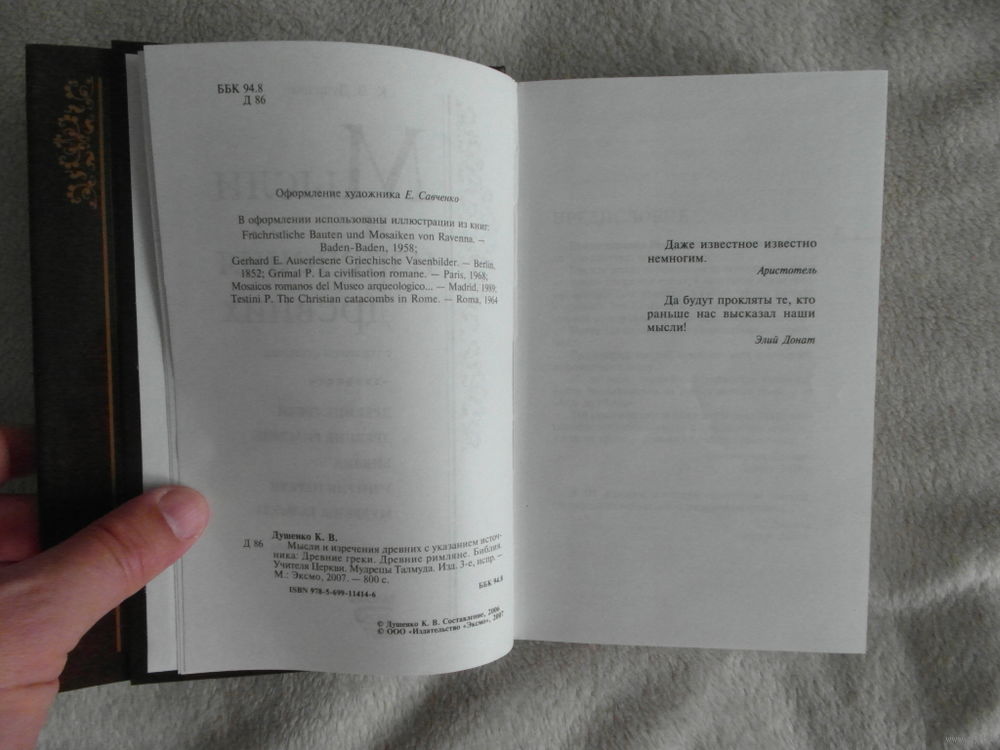 ББК 94.8
Д 86
Оформление художника Е. Савченко
В оформлении использованы иллюстрации из книг:
Früchristliche Bauten und Mosaiken von Ravenna. —
Baden-Baden, 1958;
Gerhard E. Auserlesene Griechische Vasenbilder. — Berlin,
1852; Grimal P. La civilisation romane. — Paris, 1968;
Mosaicos romanos del Museo arqueologico... — Madrid, 1989;
Testini P. The Christian catacombs in Rome. — Roma, 1964
Душенко К. В.
Д 86 Мысли и изречения древних с указанием источ-
ника: Древние греки. Древние римляне. Библия.
Учителя Церкви. Мудрецы Талмуда. Изд. 3-е, испр. —
М.: Эксмо, 2007. — 800 с.
ISBN 978-5-699-11414-6
ББК 94.8
© Душенко К. В. Составление, 2006
© ООО «Издательство «Эксмо», 2007
Даже известное известно
немногим.
Аристотель
Да будут прокляты те, кто
раньше нас высказал наши
мысли!
Элий Донат